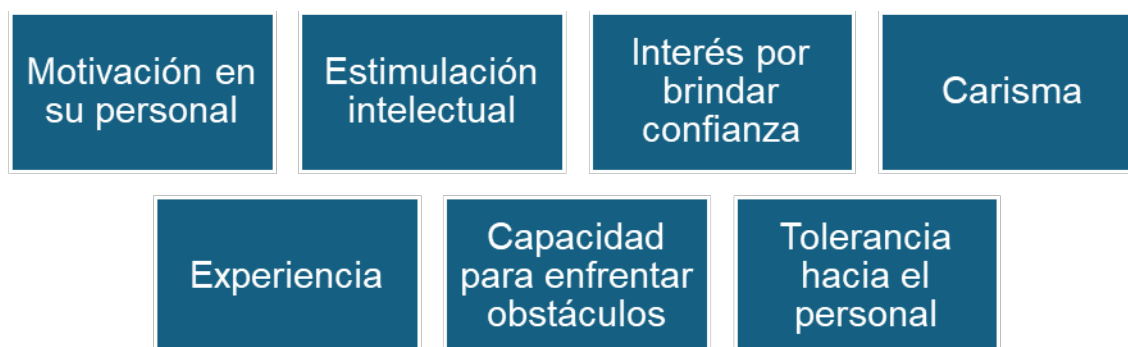 Motivación en
su personal
Estimulación
intelectual
Interés por
brindar
confianza
Carisma
Experiencia
Capacidad
para enfrentar
obstáculos
Tolerancia
hacia el
personal